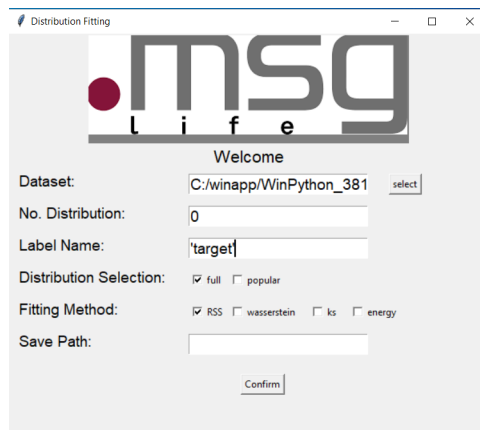 Distribution Fitting
.msg
life
Welcome
Dataset: C:/winapp/WinPython_381 select
No. Distribution: 0
Label Name: 'target'
Distribution Selection: full popular
Fitting Method: RSS wasserstein ks energy
Save Path:
Confirm